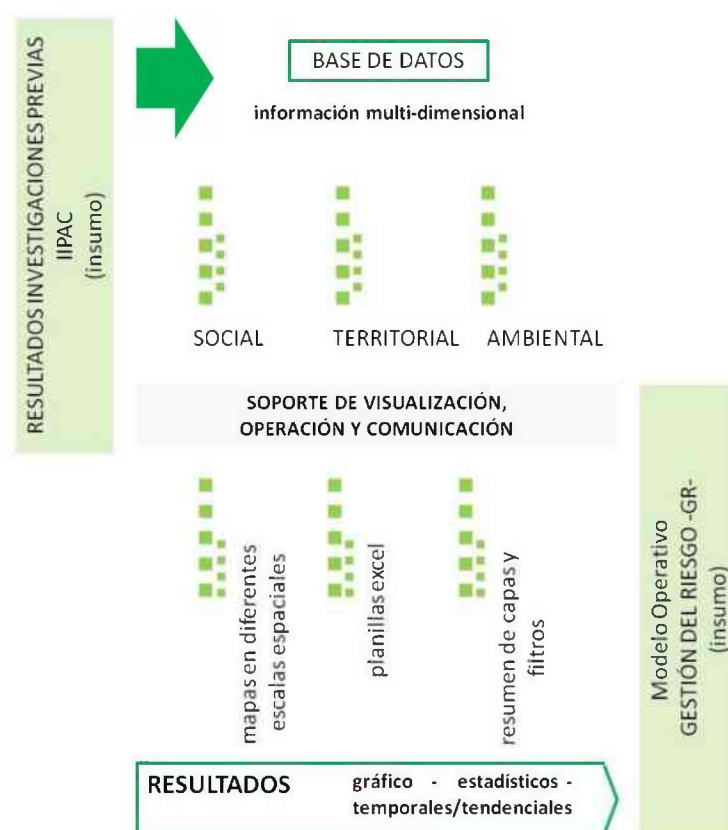 RESULTADOS INVESTIGACIONES PREVIAS
IIPAC
(insumo)
BASE DE DATOS
información multi-dimensional
SOCIAL
TERRITORIAL
AMBIENTAL
SOPORTE DE VISUALIZACIÓN,
OPERACIÓN Y COMUNICACIÓN
mapas en diferentes
escalas espaciales
planillas excel
resumen de capas y
filtros
Modelo Operativo
GESTIÓN DEL RIESGO -GR-
(insumo)
RESULTADOS
gráfico - estadísticos -
temporales/tendenciales